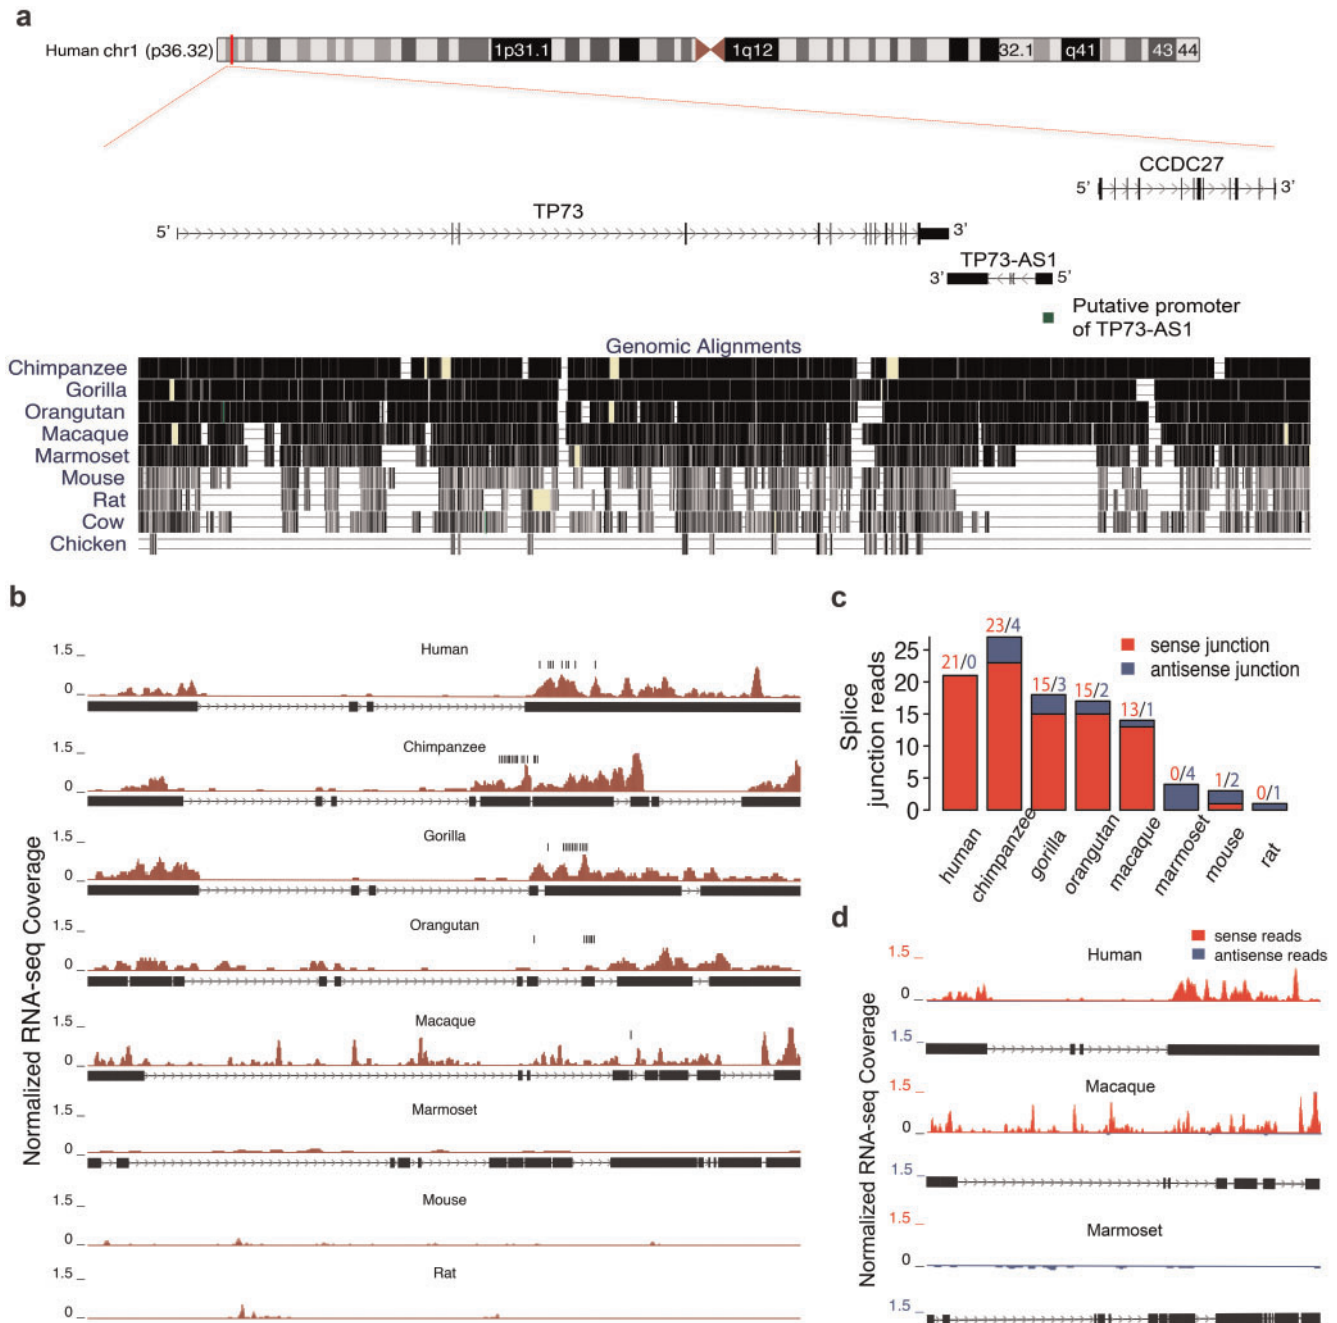 a
Human chr1 (p36.32)
1p31.1
1q12
32.1
q41
43
44
CCDC27
5’
3’
TP73
5’
3’
TP73-AS1
3’
5’
Putative promoter
of TP73-AS1
Genomic Alignments
Chimpanzee
Gorilla
Orangutan
Macaque
Marmoset
Mouse
Rat
Cow
Chicken
b
Normalized RNA-seq Coverage
Human
1.5
0
Chimpanzee
1.5
0
Gorilla
1.5
0
Orangutan
1.5
0
Macaque
1.5
0
Marmoset
1.5
0
Mouse
1.5
0
Rat
1.5
0
c
Splice
junction reads
25
20
15
10
5
0
21/0
23/4
15/3
15/2
13/1
0/4
1/2
0/1
sense junction
antisense junction
human
chimpanzee
gorilla
orangutan
macaque
marmoset
mouse
rat
d
sense reads
antisense reads
Normalized RNA-seq Coverage
Human
1.5
0
1.5
Macaque
1.5
0
1.5
Marmoset
1.5
0
1.5